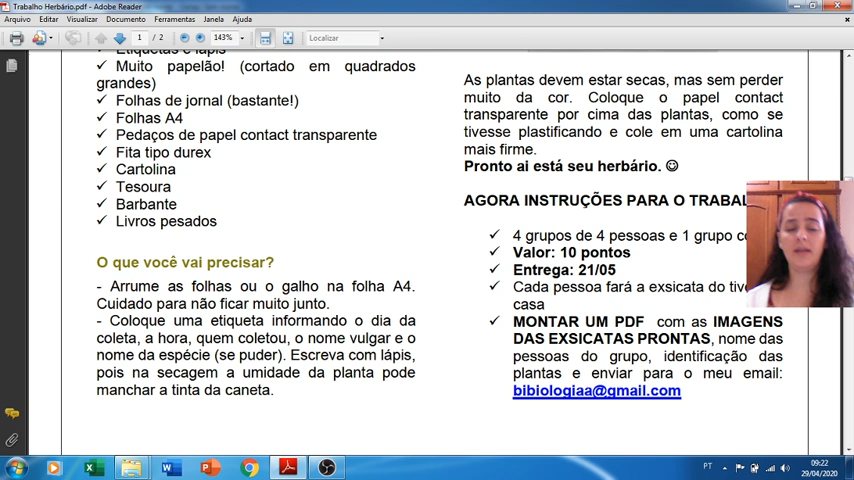 Trabalho Herbário.pdf - Adobe Reader
Arquivo Editar Visualizar Documento Ferramentas Janela Ajuda
1 / 2 143% Localizar
Etiquetas e lápis
✓ Muito papelão! (cortado em quadrados
grandes)
✓ Folhas de jornal (bastante!)
✓ Folhas A4
✓ Pedaços de papel contact transparente
✓ Fita tipo durex
✓ Cartolina
✓ Tesoura
✓ Barbante
✓ Livros pesados
O que você vai precisar?
- Arrume as folhas ou o galho na folha A4.
Cuidado para não ficar muito junto.
- Coloque uma etiqueta informando o dia da
coleta, a hora, quem coletou, o nome vulgar e o
nome da espécie (se puder). Escreva com lápis,
pois na secagem a umidade da planta pode
manchar a tinta da caneta.
As plantas devem estar secas, mas sem perder
muito da cor. Coloque o papel contact
transparente por cima das plantas, como se
tivesse plastificando e cole em uma cartolina
mais firme.
Pronto ai está seu herbário. ☺
AGORA INSTRUÇÕES PARA O TRABAL
✓ 4 grupos de 4 pessoas e 1 grupo
✓ Valor: 10 pontos
✓ Entrega: 21/05
✓ Cada pessoa fará a exsicata do
casa
✓ MONTAR UM PDF com as IMAGENS
DAS EXSICATAS PRONTAS, nome das
pessoas do grupo, identificação das
plantas e enviar para o meu email:
bibiologiaa@gmail.com
PT 09:22
29/04/2020